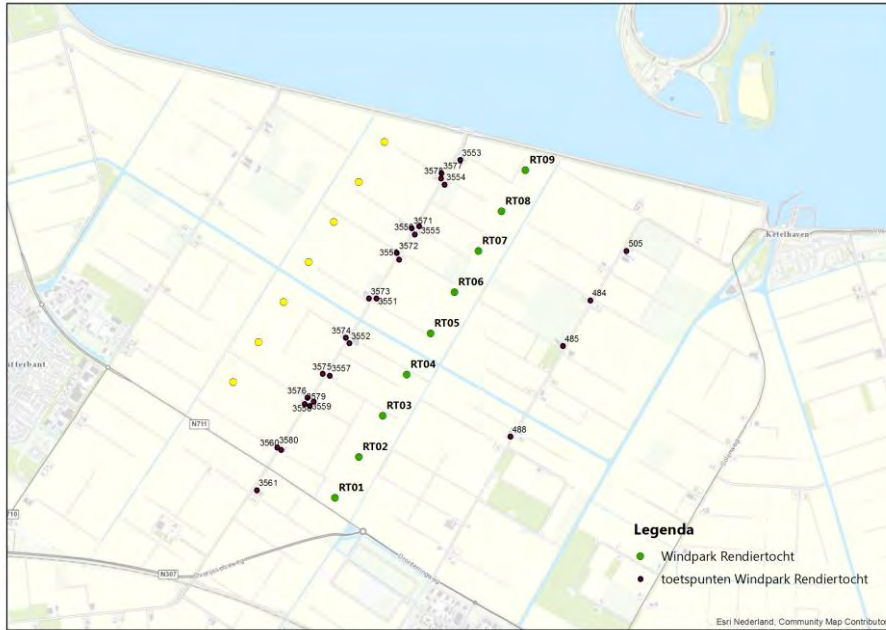 3553
3577
3554
RT09
RT08
3571
3555
3572
RT07
505
Ketelhaven
RT06
484
3573
3551
RT05
3574
3552
485
RT04
3575
3557
3576
3579
3559
RT03
N711
488
3560
3580
RT02
3561
RT01
N307
Legenda
Windpark Rendiertocht
toetspunten Windpark Rendiertocht
Esri Nederland, Community Map Contributor